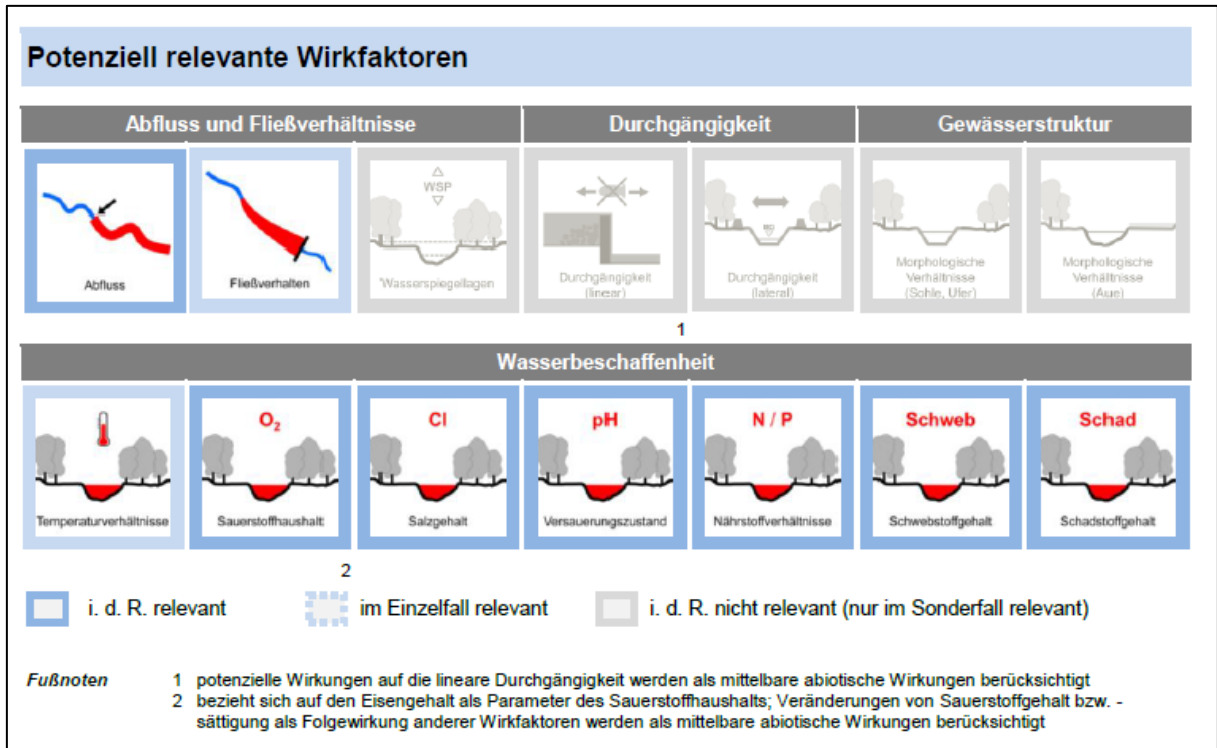 Potenziell relevante Wirkfaktoren
Abfluss und Fließverhältnisse
Durchgängigkeit
Gewässerstruktur
Abfluss
Fließverhalten
WSP
Wasserspiegellagen
Durchgängigkeit
(linear)
Durchgängigkeit
(lateral)
Morphologische
Verhältnisse
(Sohle, Ufer)
Morphologische
Verhältnisse
(Aue)
1
Wasserbeschaffenheit
Temperaturverhältnisse
O₂
Sauerstoffhaushalt
Cl
Salzgehalt
pH
Versauerungszustand
N / P
Nährstoffverhältnisse
Schweb
Schwebstoffgehalt
Schad
Schadstoffgehalt
2
i. d. R. relevant
im Einzelfall relevant
i. d. R. nicht relevant (nur im Sonderfall relevant)
Fußnoten 1 potenzielle Wirkungen auf die lineare Durchgängigkeit werden als mittelbare abiotische Wirkungen berücksichtigt
2 bezieht sich auf den Eisengehalt als Parameter des Sauerstoffhaushalts; Veränderungen von Sauerstoffgehalt bzw. -
sättigung als Folgewirkung anderer Wirkfaktoren werden als mittelbare abiotische Wirkungen berücksichtigt